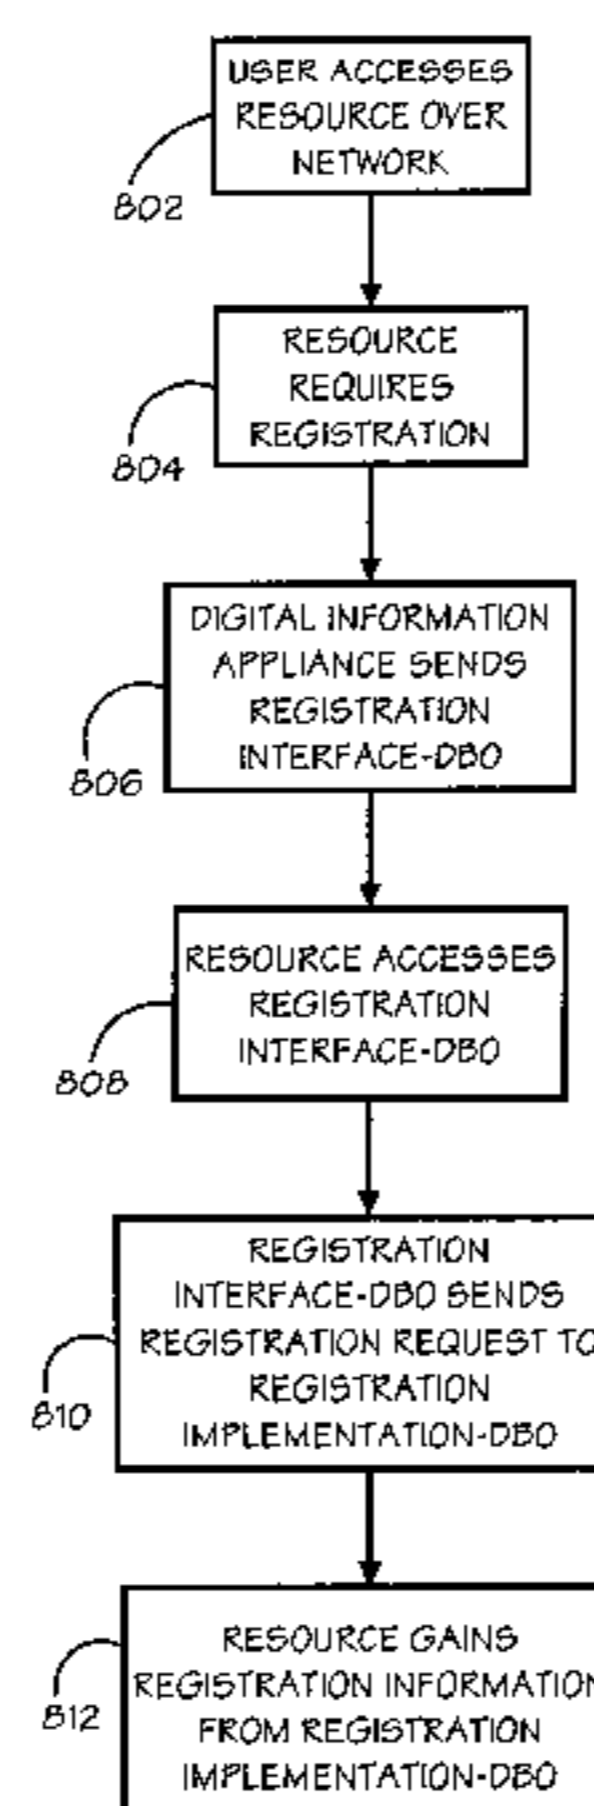 USER ACCESSES
RESOURCE OVER
NETWORK
802
RESOURCE
REQUIRES
REGISTRATION
804
DIGITAL INFORMATION
APPLIANCE SENDS
REGISTRATION
INTERFACE-DBO
806
RESOURCE ACCESSES
REGISTRATION
INTERFACE-DBO
808
REGISTRATION
INTERFACE-DBO SENDS
REGISTRATION REQUEST TO
REGISTRATION
IMPLEMENTATION-DBO
810
RESOURCE GAINS
REGISTRATION INFORMATION
FROM REGISTRATION
IMPLEMENTATION-DBO
812